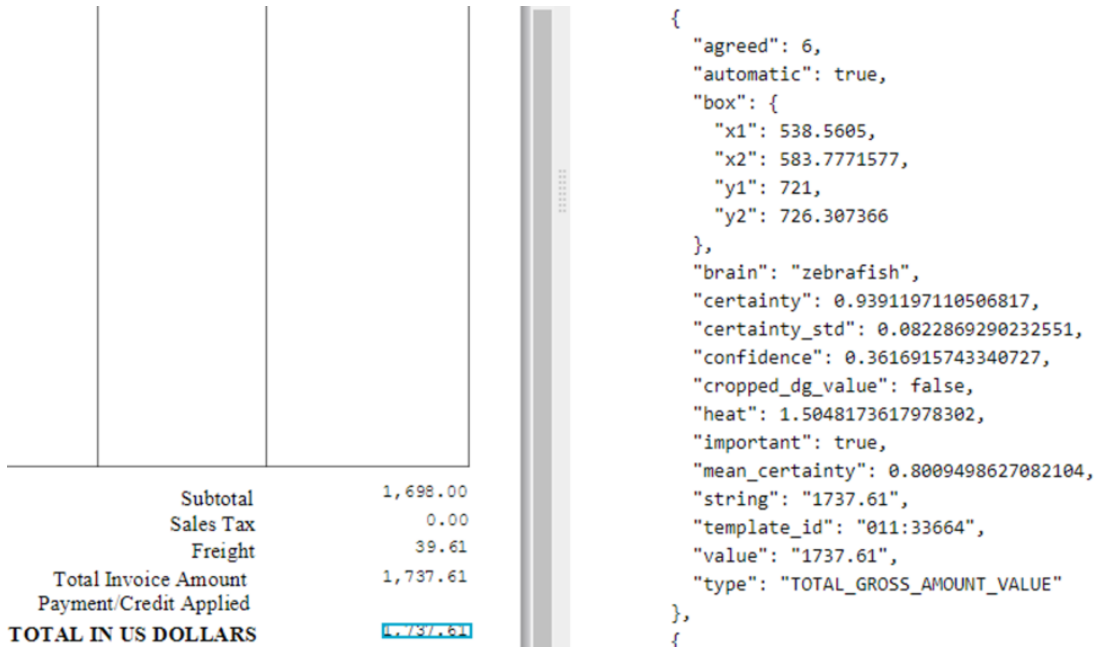 Subtotal 1,698.00
Sales Tax 0.00
Freight 39.61
Total Invoice Amount 1,737.61
Payment/Credit Applied
TOTAL IN US DOLLARS 1,737.61
{
"agreed": 6,
"automatic": true,
"box": {
"x1": 538.5605,
"x2": 583.7771577,
"y1": 721,
"y2": 726.307366
},
"brain": "zebrafish",
"certainty": 0.9391197110506817,
"certainty_std": 0.0822869290232551,
"confidence": 0.3616915743340727,
"cropped_dg_value": false,
"heat": 1.5048173617978302,
"important": true,
"mean_certainty": 0.8009498627082104,
"string": "1737.61",
"template_id": "011:33664",
"value": "1737.61",
"type": "TOTAL_GROSS_AMOUNT_VALUE"
},
{